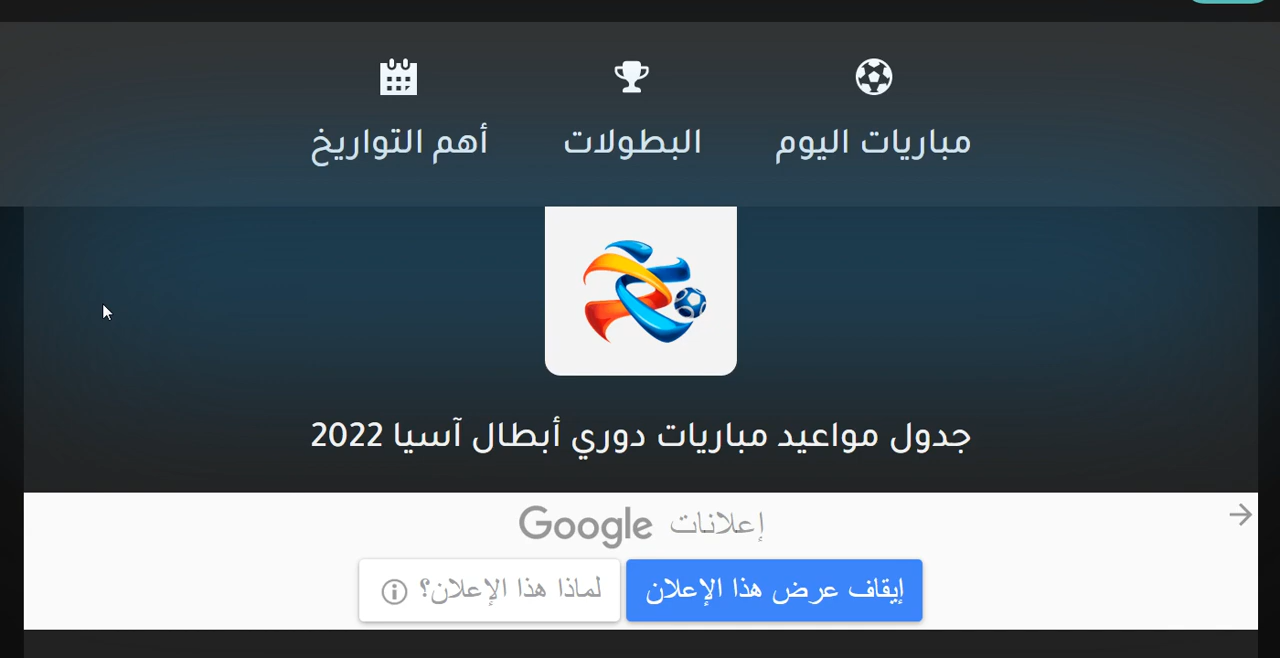 مباريات اليوم البطولات أهم التواريخ
جدول مواعيد مباريات دوري أبطال آسيا 2022
إعلانات Google
إيقاف عرض هذا الإعلان لماذا هذا الإعلان؟